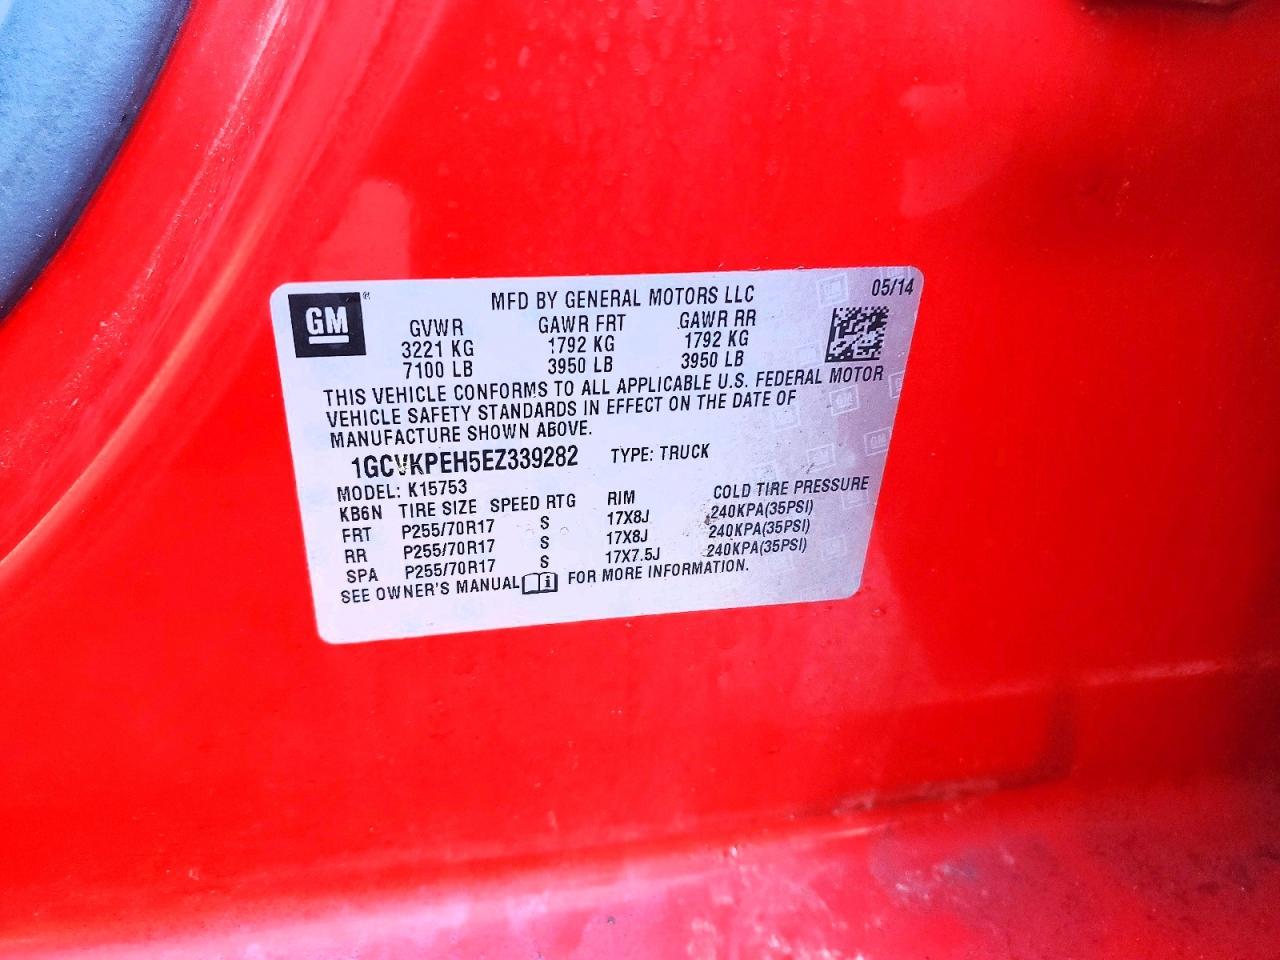 GM ®
MFD BY GENERAL MOTORS LLC 05/14
GVWR GAWR FRT GAWR RR
3221 KG 1792 KG 1792 KG
7100 LB 3950 LB 3950 LB
THIS VEHICLE CONFORMS TO ALL APPLICABLE U.S. FEDERAL MOTOR
VEHICLE SAFETY STANDARDS IN EFFECT ON THE DATE OF
MANUFACTURE SHOWN ABOVE.
1GCVKPEH5EZ339282 TYPE: TRUCK
MODEL: K15753
KB6N TIRE SIZE SPEED RTG RIM COLD TIRE PRESSURE
FRT P255/70R17 S 17X8J 240KPA(35PSI)
RR P255/70R17 S 17X8J 240KPA(35PSI)
SPA P255/70R17 S 17X7.5J 240KPA(35PSI)
SEE OWNER'S MANUAL i FOR MORE INFORMATION.